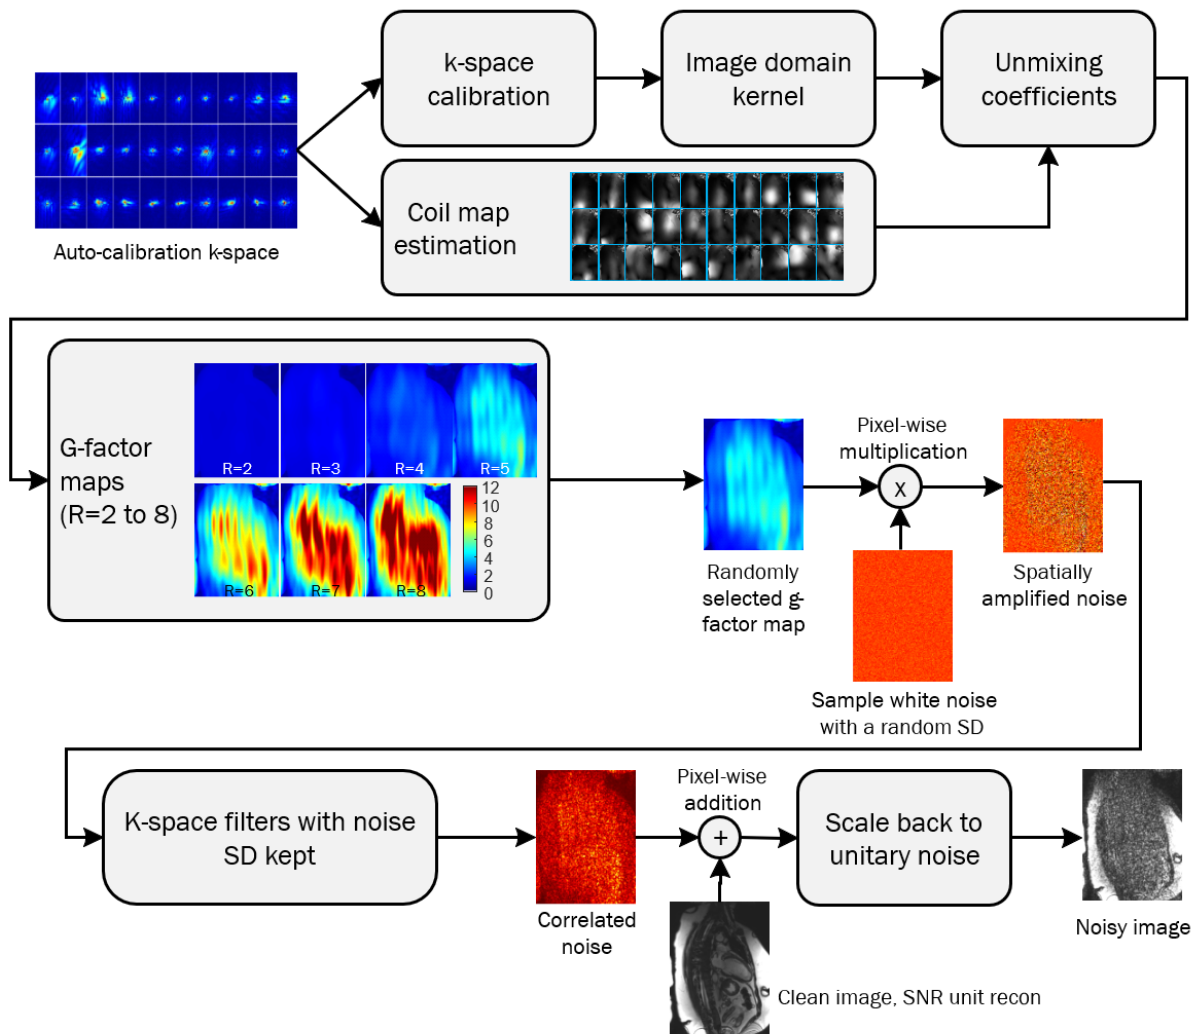 k-space
calibration
Image domain
kernel
Unmixing
coefficients
Auto-calibration k-space
Coil map
estimation
G-factor
maps
(R=2 to 8)
R=2
R=3
R=4
R=5
R=6
R=7
R=8
12
10
8
6
4
2
0
Randomly
selected g-
factor map
Pixel-wise
multiplication
x
Sample white noise
with a random SD
Spatially
amplified noise
K-space filters with noise
SD kept
Correlated
noise
Pixel-wise
addition
+
Clean image, SNR unit recon
Scale back to
unitary noise
Noisy image